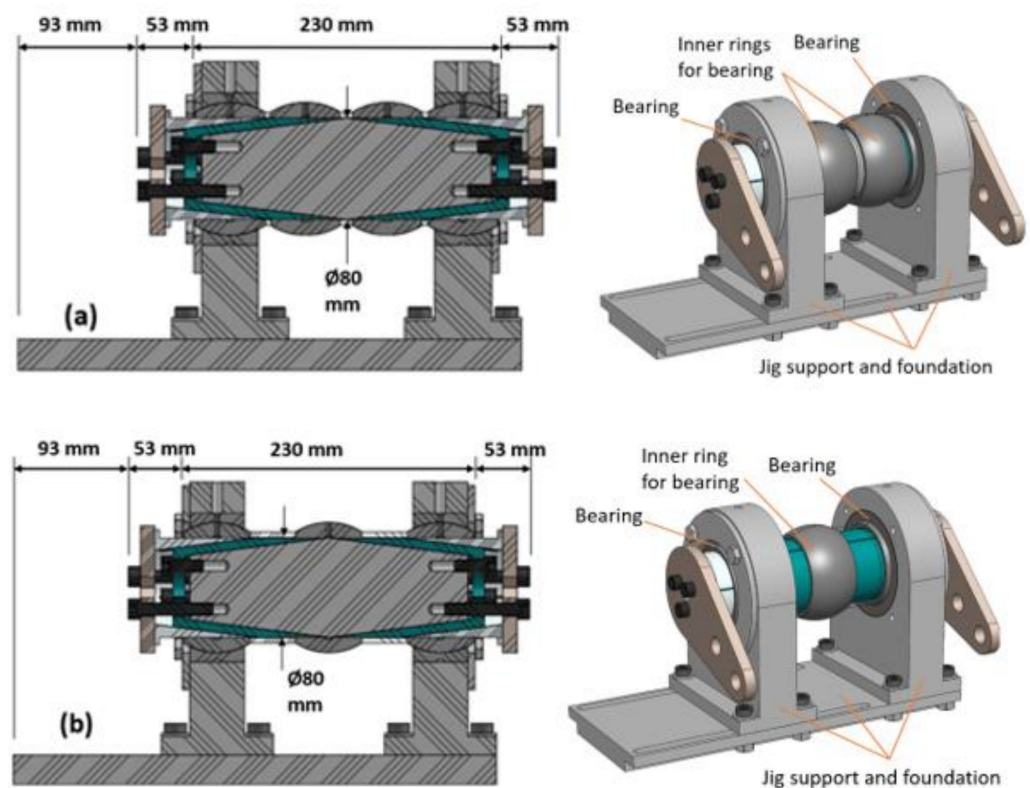 93 mm
53 mm
230 mm
53 mm
Ø80
mm
(a)
Inner rings
for bearing
Bearing
Bearing
Jig support and foundation
93 mm
53 mm
230 mm
53 mm
Ø80
mm
(b)
Inner ring
for bearing
Bearing
Bearing
Jig support and foundation